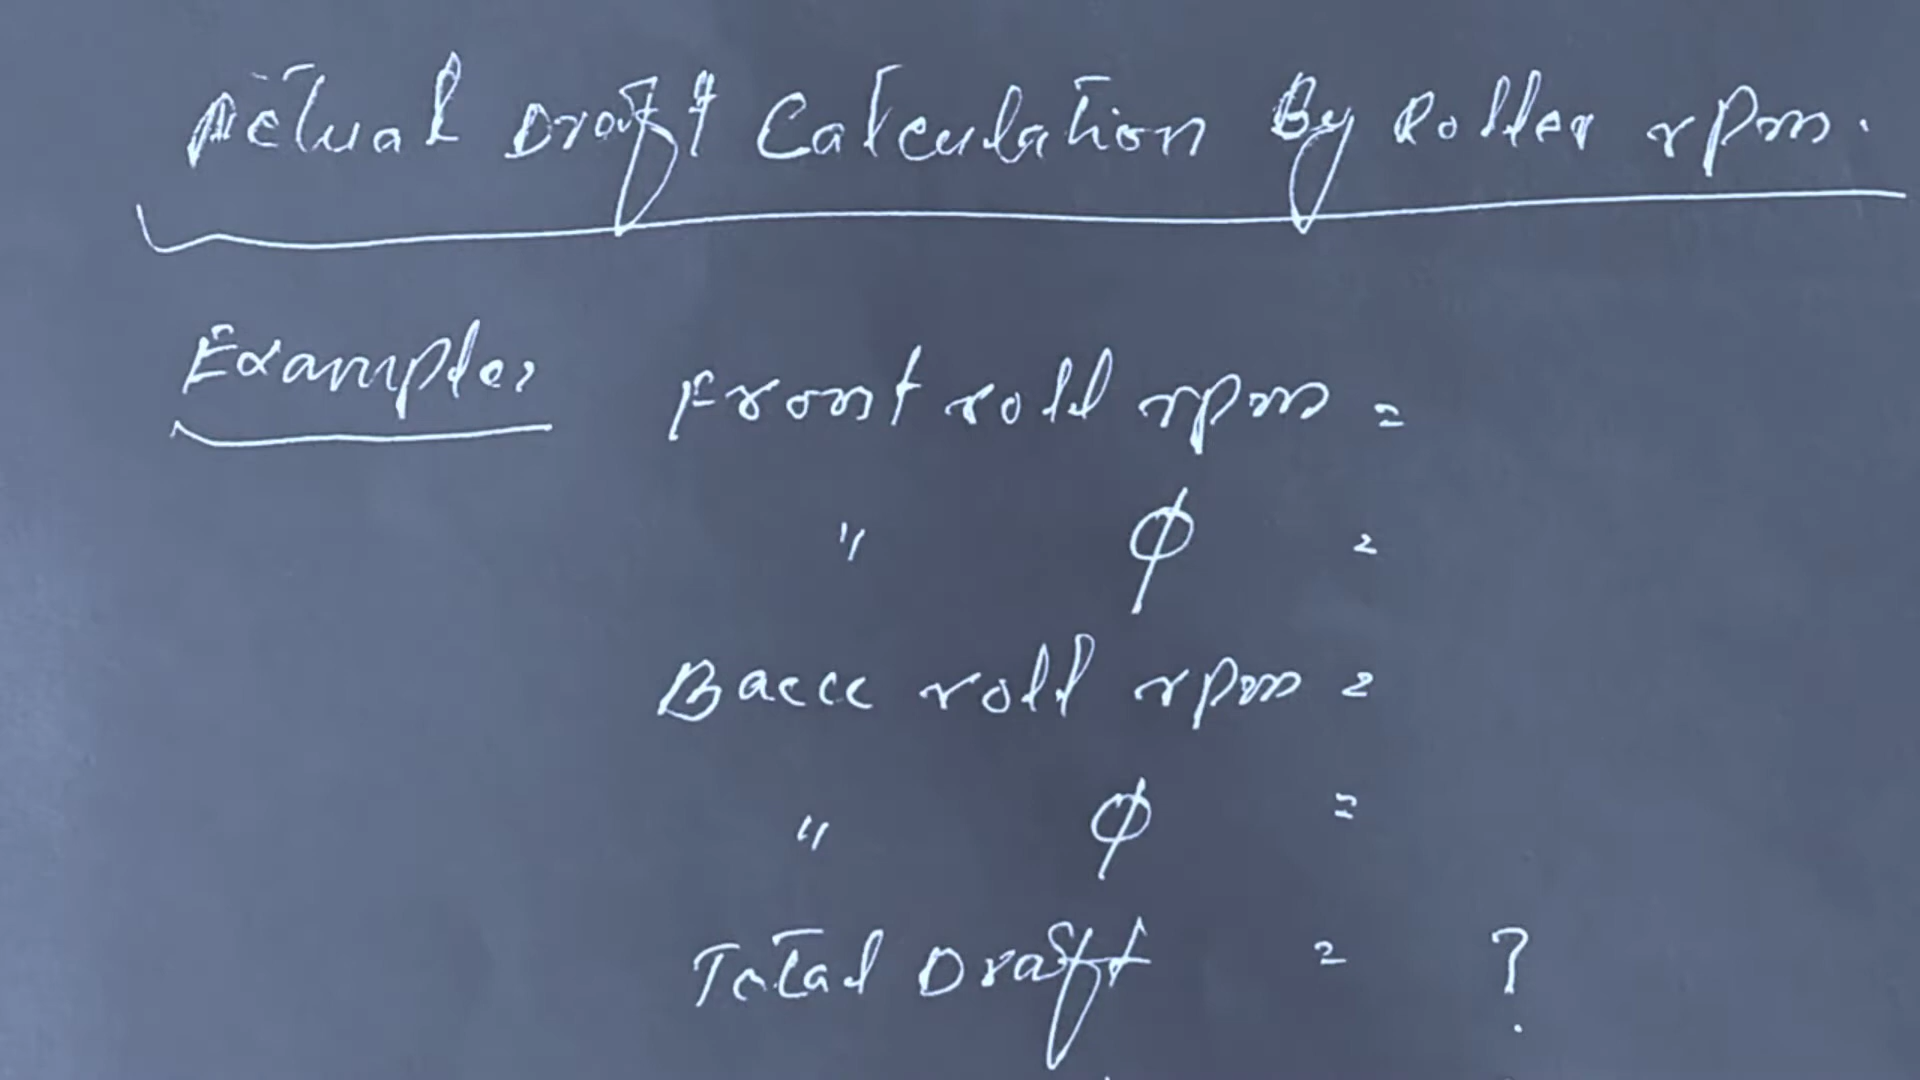 Actual Draft Calculation By Roller rpm.
Example,
Front roll rpm =
" φ =
Back roll rpm =
" φ =
Total Draft = ?